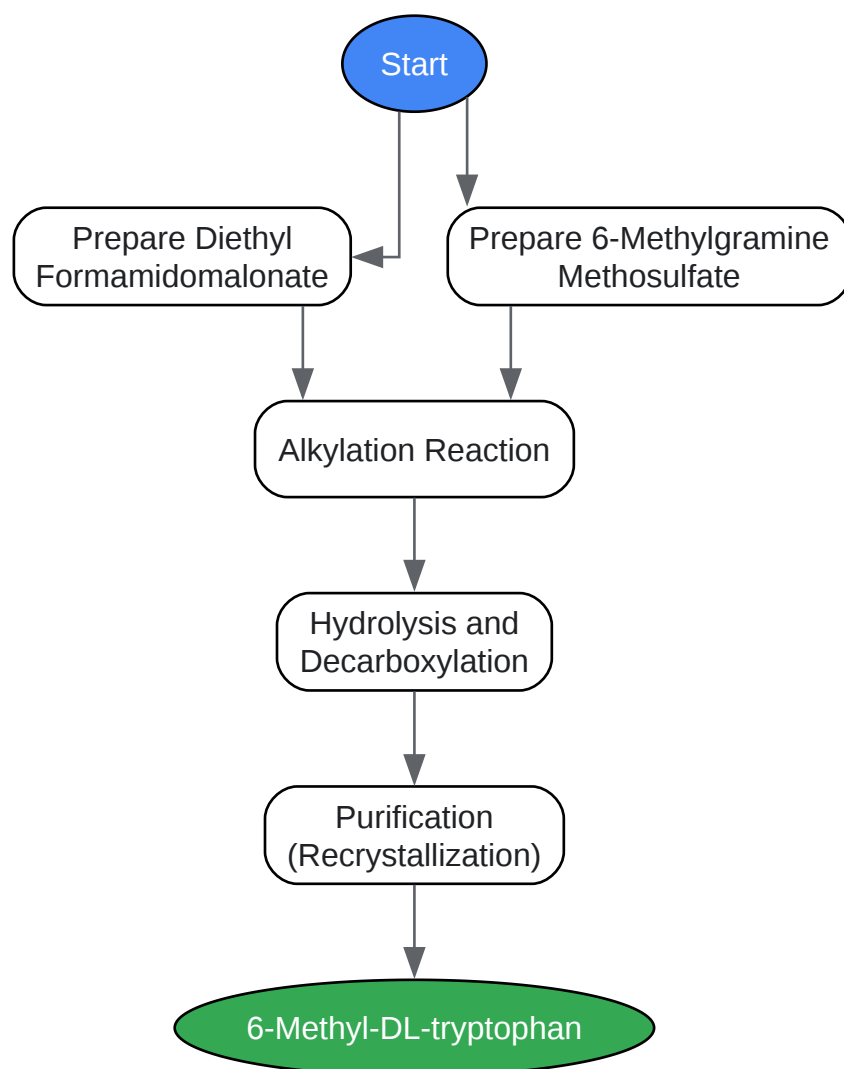 Start
Prepare Diethyl
Formamidomalonate
Prepare 6-Methylgramine
Methosulfate
Alkylation Reaction
Hydrolysis and
Decarboxylation
Purification
(Recrystallization)
6-Methyl-DL-tryptophan